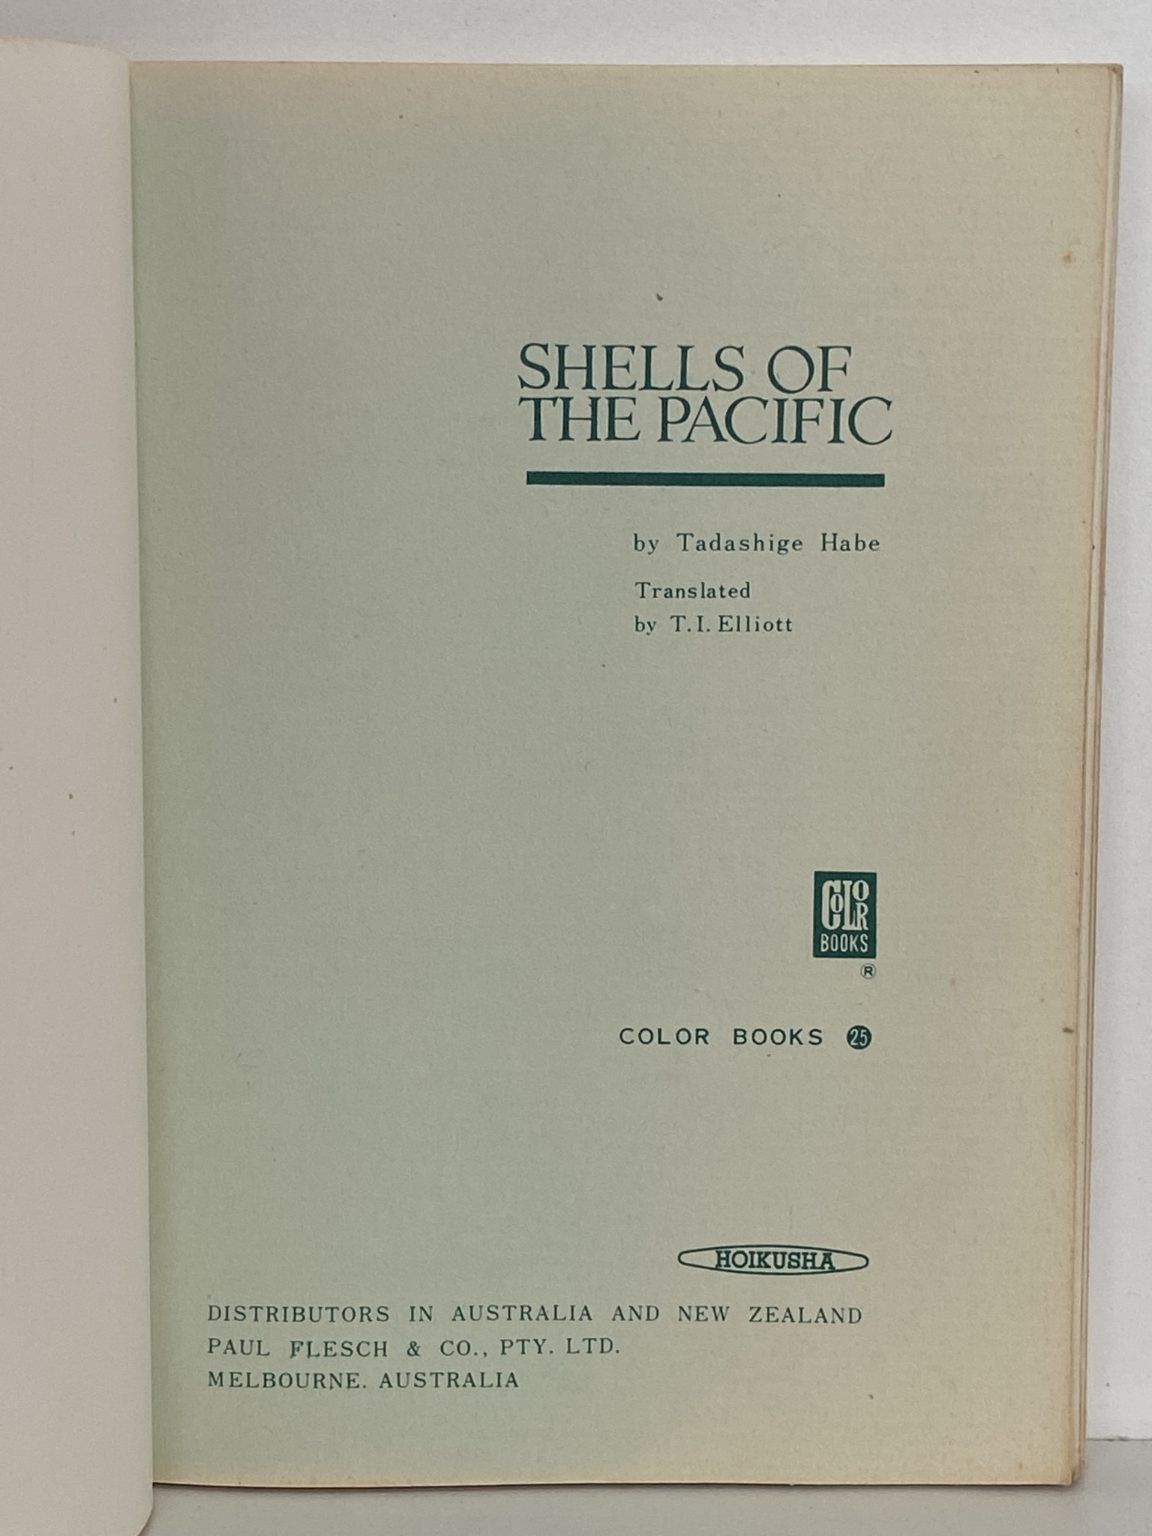 SHELLS OF
THE PACIFIC
by Tadashige Habe
Translated
by T.I. Elliott
COLOR
BOOKS
®
COLOR BOOKS 25
HOIKUSHA
DISTRIBUTORS IN AUSTRALIA AND NEW ZEALAND
PAUL FLESCH & CO., PTY. LTD.
MELBOURNE. AUSTRALIA